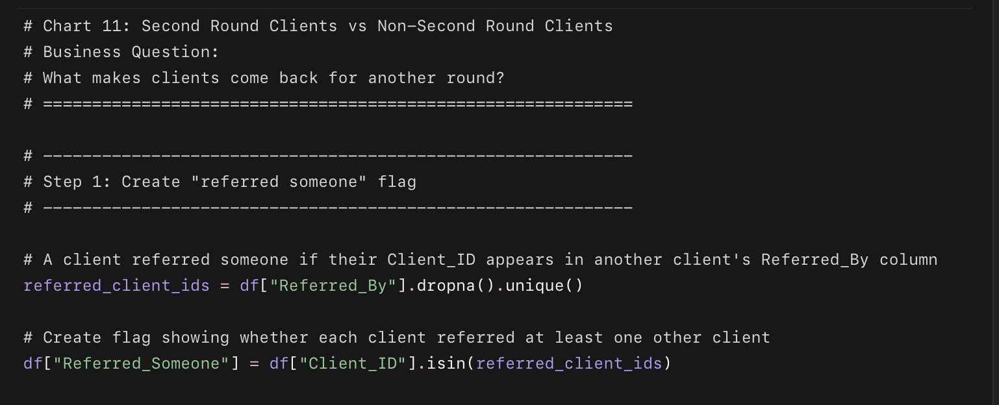 # Chart 11: Second Round Clients vs Non-Second Round Clients
# Business Question:
# What makes clients come back for another round?
# ============================================================
# ------------------------------------------------------------
# Step 1: Create "referred someone" flag
# ------------------------------------------------------------
# A client referred someone if their Client_ID appears in another client's Referred_By column
referred_client_ids = df["Referred_By"].dropna().unique()
# Create flag showing whether each client referred at least one other client
df["Referred_Someone"] = df["Client_ID"].isin(referred_client_ids)